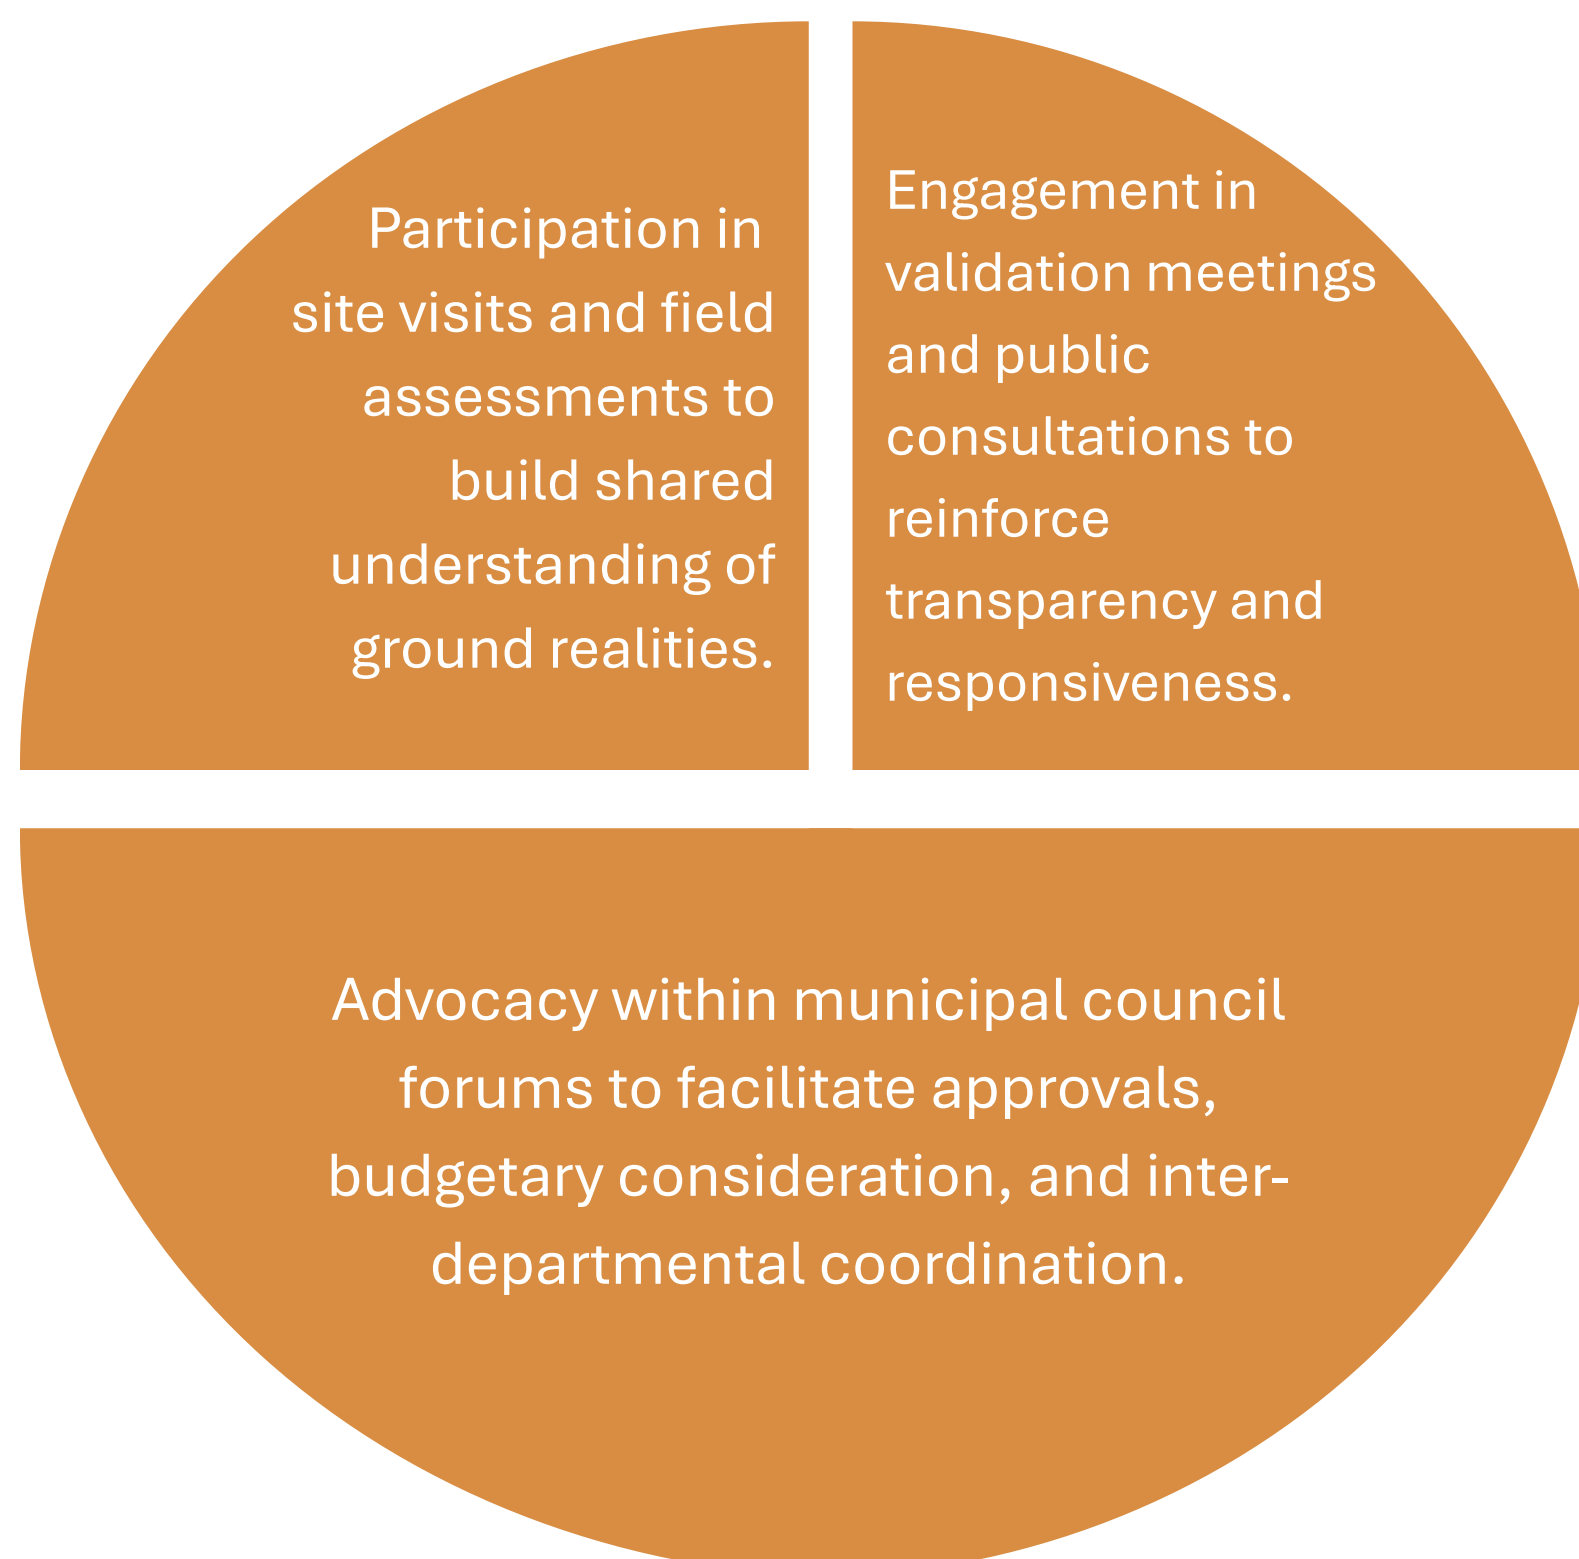 Participation in
site visits and field
assessments to
build shared
understanding of
ground realities.
Engagement in
validation meetings
and public
consultations to
reinforce
transparency and
responsiveness.
Advocacy within municipal council
forums to facilitate approvals,
budgetary consideration, and inter-
departmental coordination.